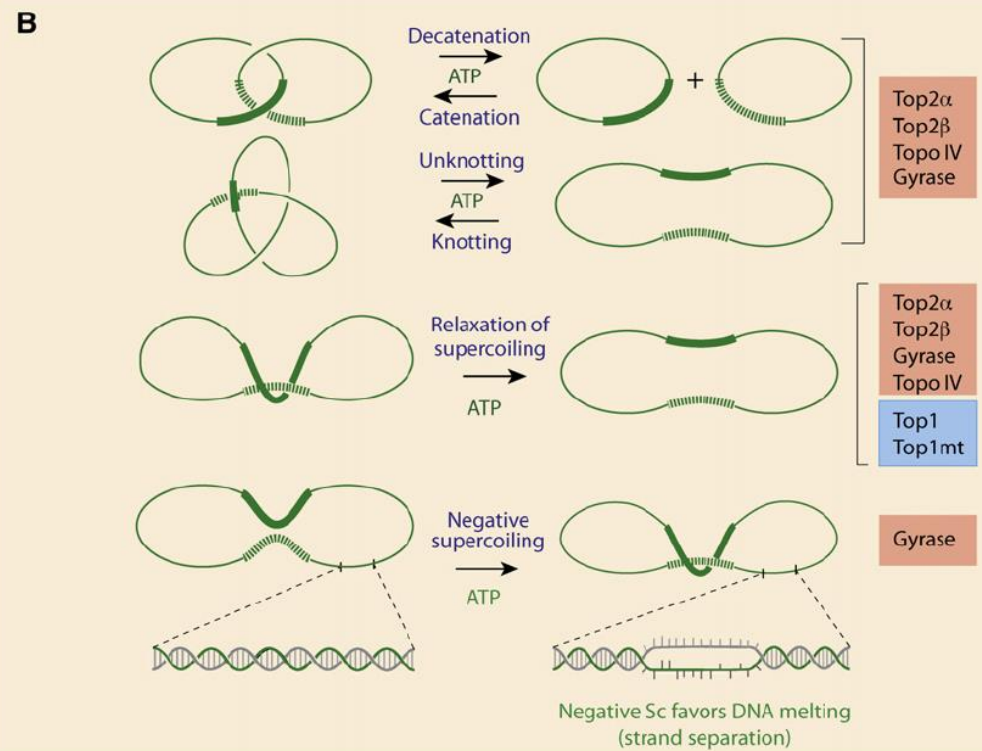 B
Decatenation
ATP
Catenation
+
Top2α
Top2β
Topo IV
Gyrase
Unknotting
ATP
Knotting
Relaxation of
supercoiling
ATP
Top2α
Top2β
Gyrase
Topo IV
Top1
Top1mt
Negative
supercoiling
ATP
Gyrase
Negative Sc favors DNA melting
(strand separation)